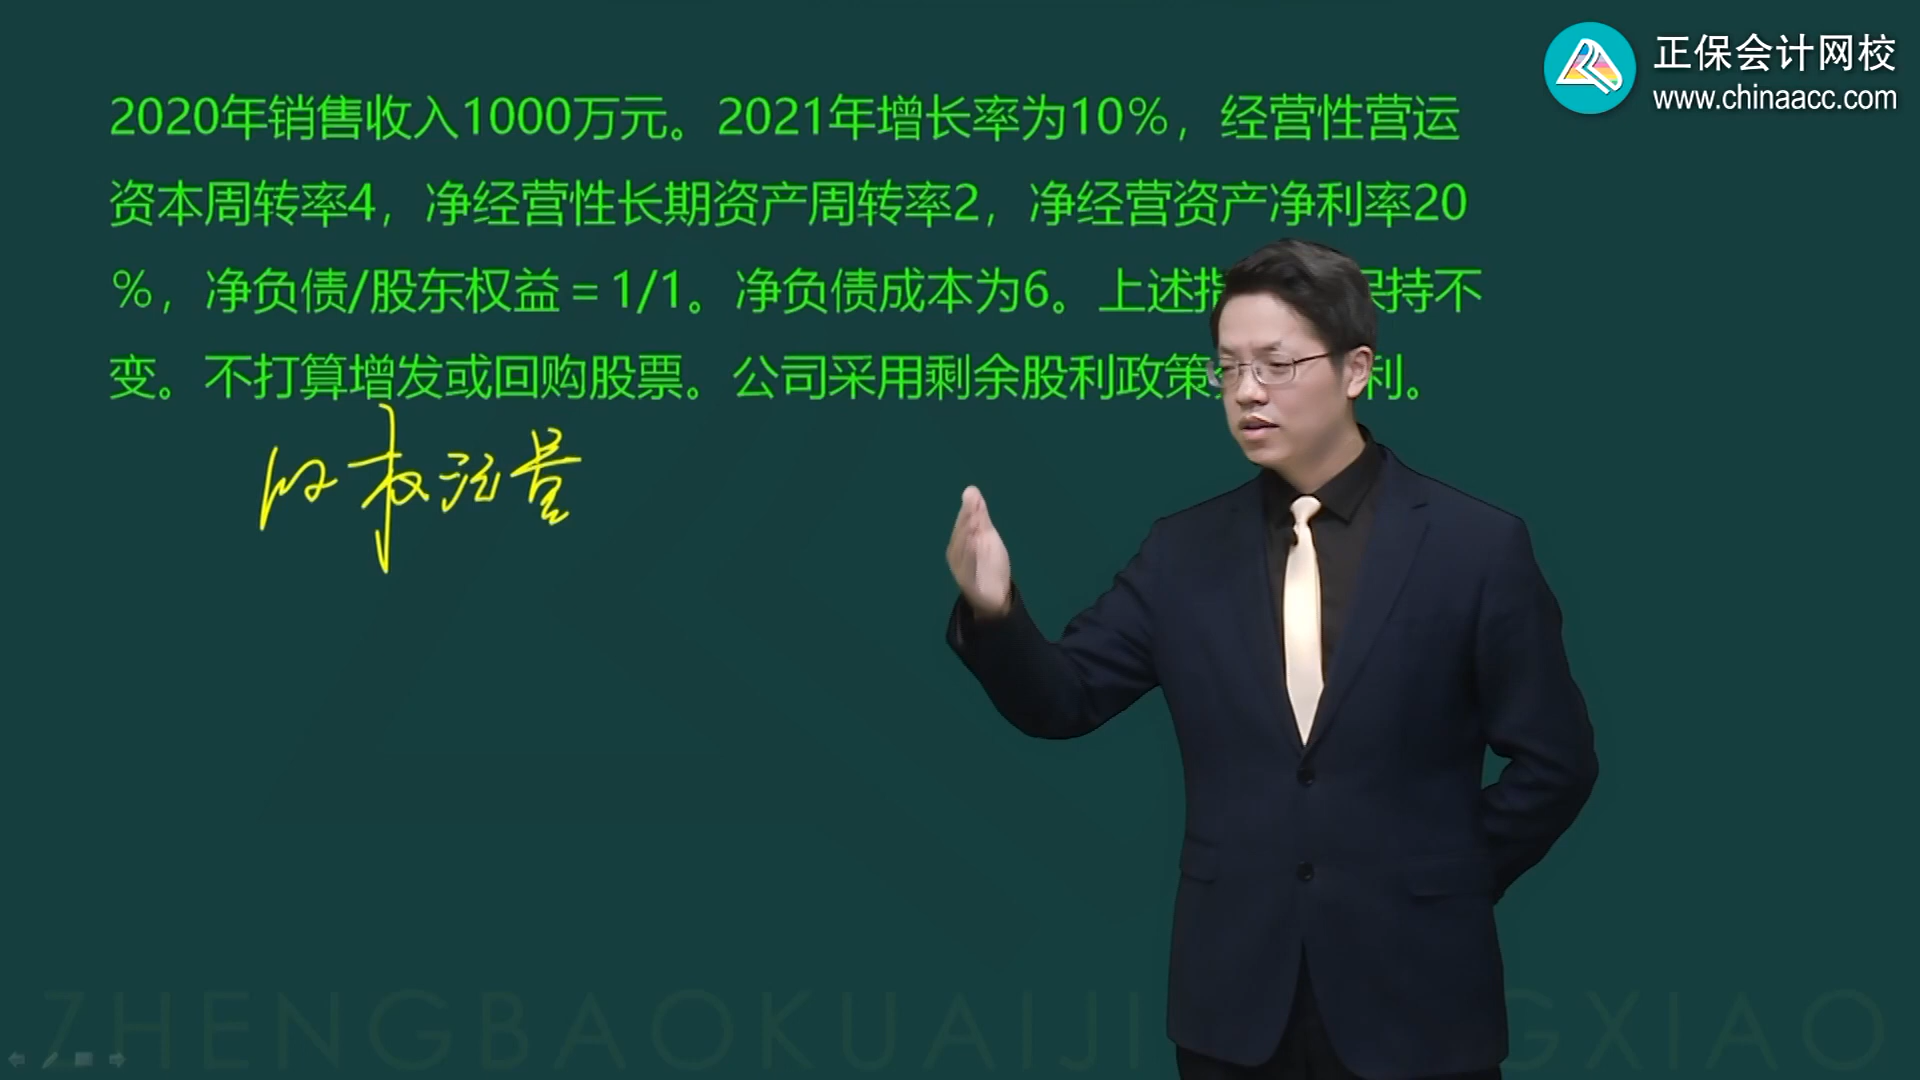 正保会计网校
www.chinaacc.com
2020年销售收入1000万元。2021年增长率为10%，经营性营运
资本周转率4，净经营性长期资产周转率2，净经营资产净利率20
%，净负债/股东权益＝1/1。净负债成本为6。上述指 保持不
变。不打算增发或回购股票。公司采用剩余股利政策 利。
ZHENGBAOKUAIJI GXIAO